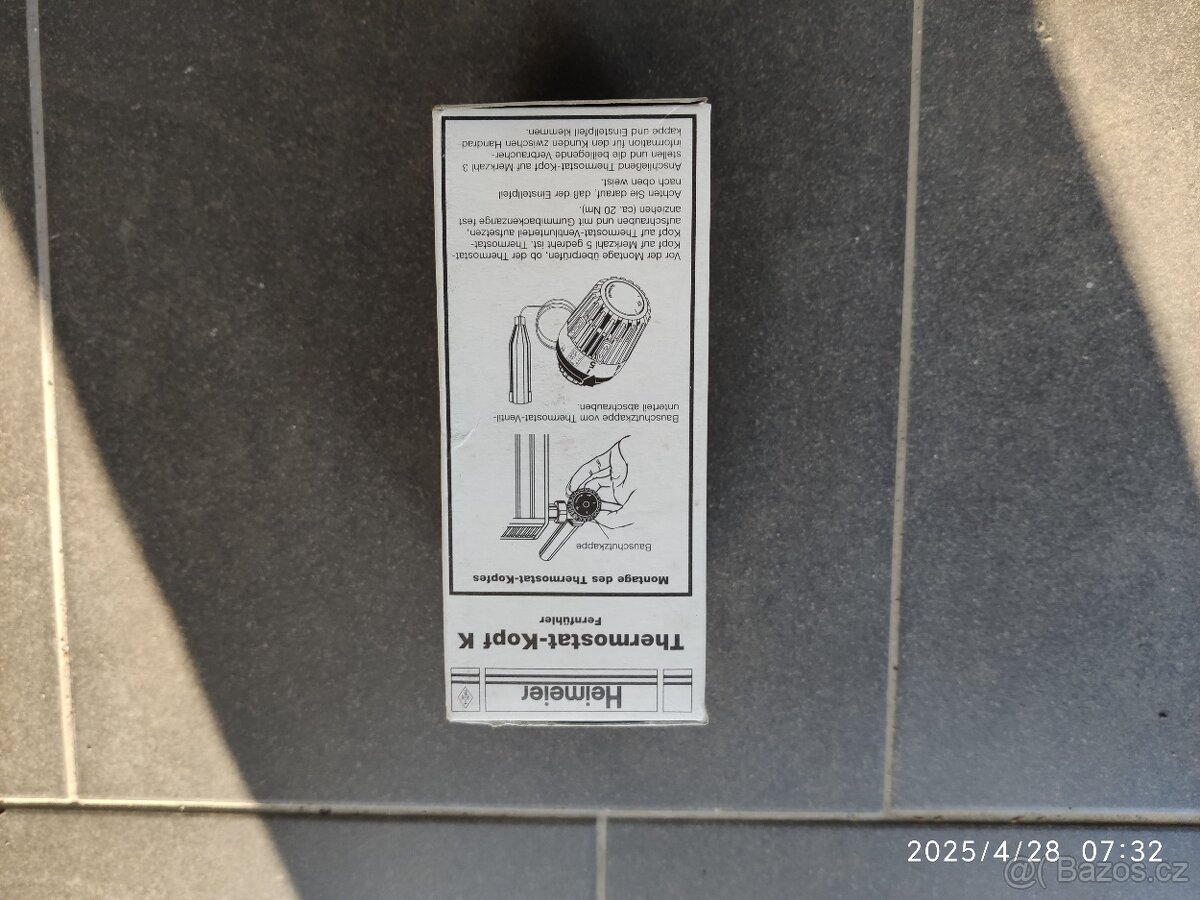 Heimeier
Thermostat-Kopf K
Fernfühler
Montage des Thermostat-Kopfes
Bauschutzkappe
Bauschutzkappe vom Thermostat-Ventil-
unterteil abschrauben.
5
Vor der Montage überprüfen, ob der Thermostat-
Kopf auf Merkzahl 5 gedreht ist. Thermostat-
Kopf auf Thermostat-Ventilunterteil aufsetzen,
aufschrauben und mit Gummibackenzange fest
anziehen (ca. 20 Nm).
Achten Sie darauf, daß der Einstellpfeil
nach oben weist.
Anschließend Thermostat-Kopf auf Merkzahl 3
stellen und die beiliegende Verbraucher-
information für den Kunden zwischen Handrad-
kappe und Einstellpfeil klemmen.
2025/4/28 07:32
@ Bazoš.cz